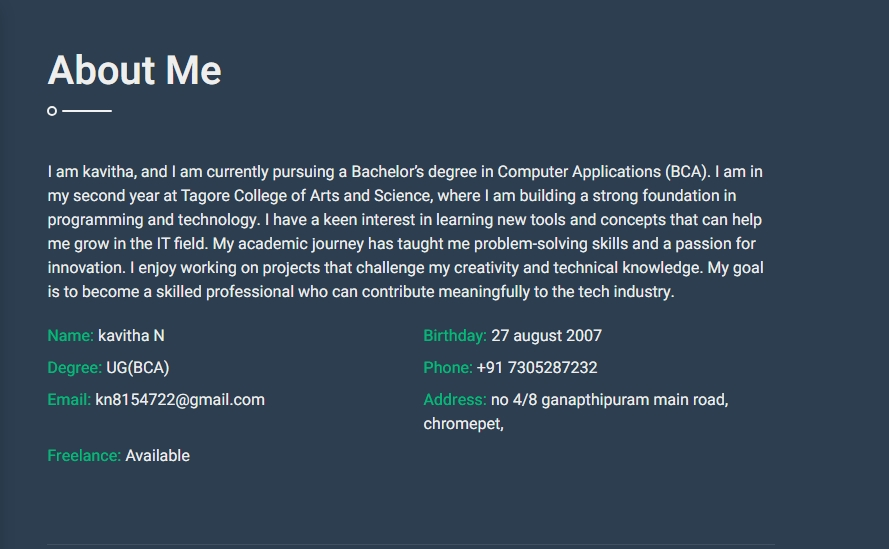 About Me
I am kavitha, and I am currently pursuing a Bachelor's degree in Computer Applications (BCA). I am in
my second year at Tagore College of Arts and Science, where I am building a strong foundation in
programming and technology. I have a keen interest in learning new tools and concepts that can help
me grow in the IT field. My academic journey has taught me problem-solving skills and a passion for
innovation. I enjoy working on projects that challenge my creativity and technical knowledge. My goal
is to become a skilled professional who can contribute meaningfully to the tech industry.
Name: kavitha N
Birthday: 27 august 2007
Degree: UG(BCA)
Phone: +91 7305287232
Email: kn8154722@gmail.com
Address: no 4/8 ganapthipuram main road,
chromepet,
Freelance: Available